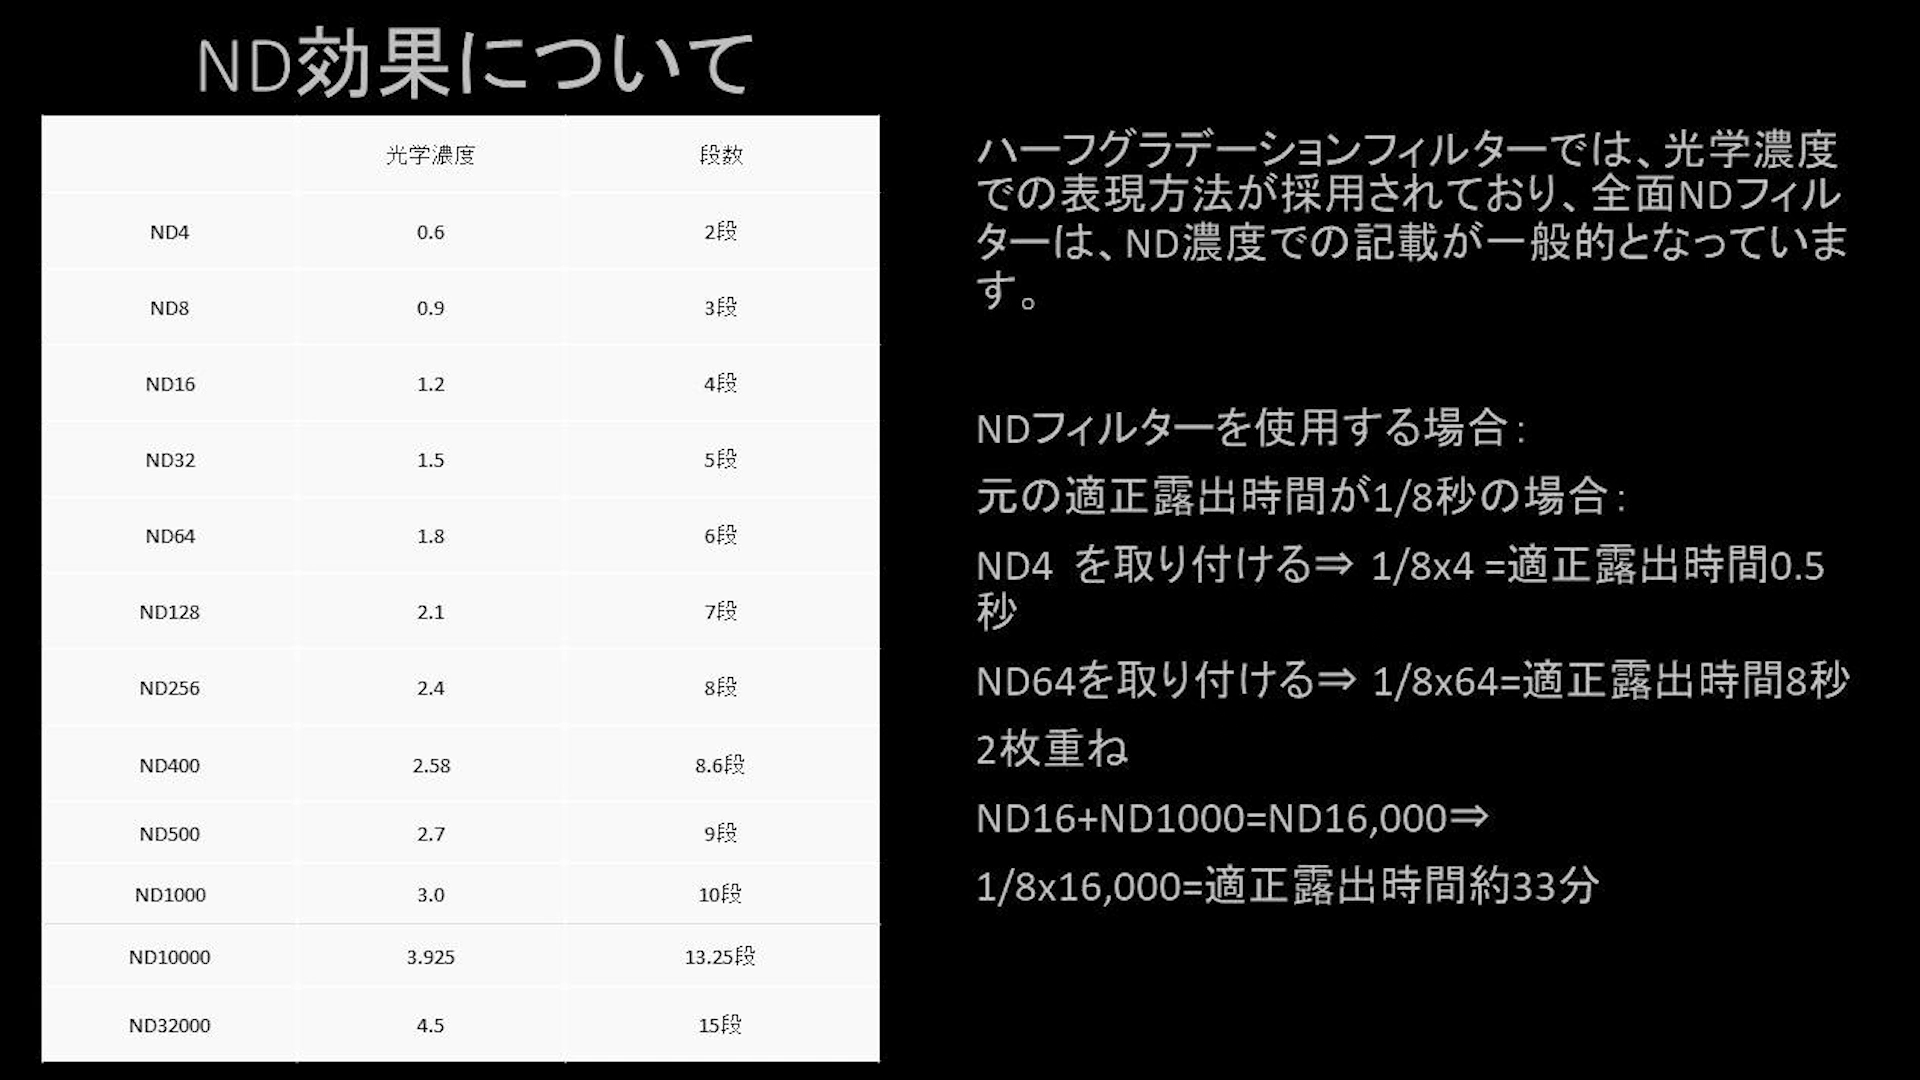 ND効果について
光学濃度 段数
ND4 0.6 2段
ND8 0.9 3段
ND16 1.2 4段
ND32 1.5 5段
ND64 1.8 6段
ND128 2.1 7段
ND256 2.4 8段
ND400 2.58 8.6段
ND500 2.7 9段
ND1000 3.0 10段
ND10000 3.925 13.25段
ND32000 4.5 15段
ハーフグラデーションフィルターでは、光学濃度
での表現方法が採用されており、全面NDフィル
ターは、ND濃度での記載が一般的となっていま
す。
NDフィルターを使用する場合：
元の適正露出時間が1/8秒の場合：
ND4 を取り付ける⇒ 1/8x4 =適正露出時間0.5
秒
ND64を取り付ける⇒ 1/8x64=適正露出時間8秒
2枚重ね
ND16+ND1000=ND16,000⇒
1/8x16,000=適正露出時間約33分